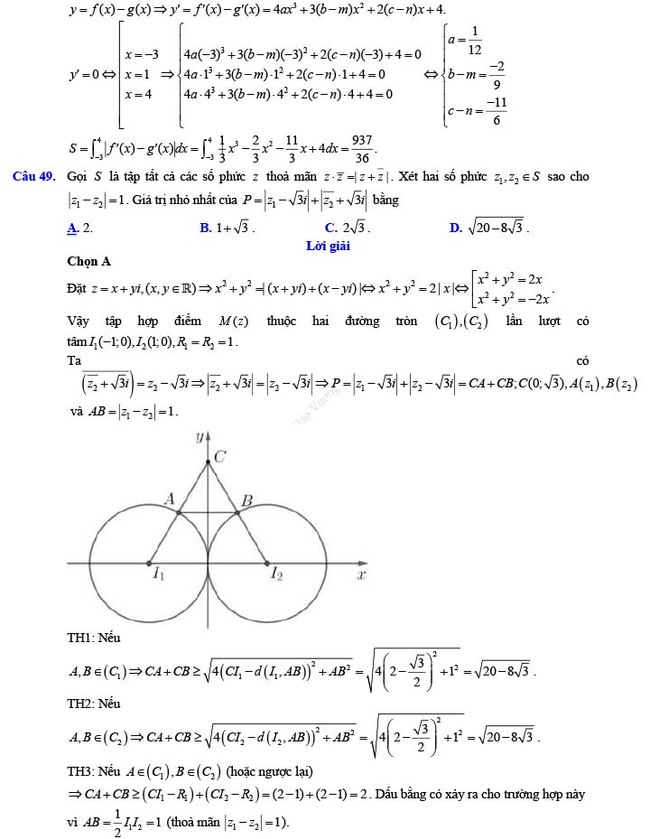 y = f(x) − g(x) ⇒ y' = f'(x) − g'(x) = 4ax³ + 3(b−m)x² + 2(c−n)x + 4.
y' = 0 ⇔ [x = −3; x = 1; x = 4 ⇒ {4a(−3)³ + 3(b−m)(−3)² + 2(c−n)(−3) + 4 = 0; 4a·1³ + 3(b−m)·1² + 2(c−n)·1 + 4 = 0; 4a·4³ + 3(b−m)·4² + 2(c−n)·4 + 4 = 0 ⇔ {a = 1/12; b−m = −2/9; c−n = −11/6
S = ∫₋₃⁴ |f'(x) − g'(x)|dx = ∫₋₃⁴ 1/3 x³ − 2/3 x² − 11/3 x + 4dx = 937/36.
Câu 49. Gọi S là tập tất cả các số phức z thoả mãn z·z̅ = |z + z̅|. Xét hai số phức z₁, z₂ ∈ S sao cho
|z₁ − z₂| = 1. Giá trị nhỏ nhất của P = |z₁ − √3i| + |z̅₂ + √3i| bằng
A. 2. B. 1 + √3. C. 2√3. D. √(20 − 8√3).
Lời giải
Chọn A
Đặt z = x + yi, (x, y ∈ ℝ) ⇒ x² + y² = |(x + yi) + (x − yi)| ⇔ x² + y² = 2|x| ⇔ [x² + y² = 2x; x² + y² = −2x.
Vậy tập hợp điểm M(z) thuộc hai đường tròn (C₁), (C₂) lần lượt có
tâm I₁(−1;0), I₂(1;0), R₁ = R₂ = 1.
Ta có
\overline{(z̅₂ + √3i)} = z₂ − √3i ⇒ |z̅₂ + √3i| = |z₂ − √3i| ⇒ P = |z₁ − √3i| + |z₂ − √3i| = CA + CB; C(0; √3), A(z₁), B(z₂)
và AB = |z₁ − z₂| = 1.
y
C
A B
I₁ I₂ x
TH1: Nếu
A, B ∈ (C₁) ⇒ CA + CB ≥ √(4(CI₁ − d(I₁, AB))² + AB²) = √(4(2 − √3/2)² + 1²) = √(20 − 8√3).
TH2: Nếu
A, B ∈ (C₂) ⇒ CA + CB ≥ √(4(CI₂ − d(I₂, AB))² + AB²) = √(4(2 − √3/2)² + 1²) = √(20 − 8√3).
TH3: Nếu A ∈ (C₁), B ∈ (C₂) (hoặc ngược lại)
⇒ CA + CB ≥ (CI₁ − R₁) + (CI₂ − R₂) = (2 − 1) + (2 − 1) = 2. Dấu bằng có xảy ra cho trường hợp này
vì AB = 1/2 I₁I₂ = 1 (thoả mãn |z₁ − z₂| = 1).